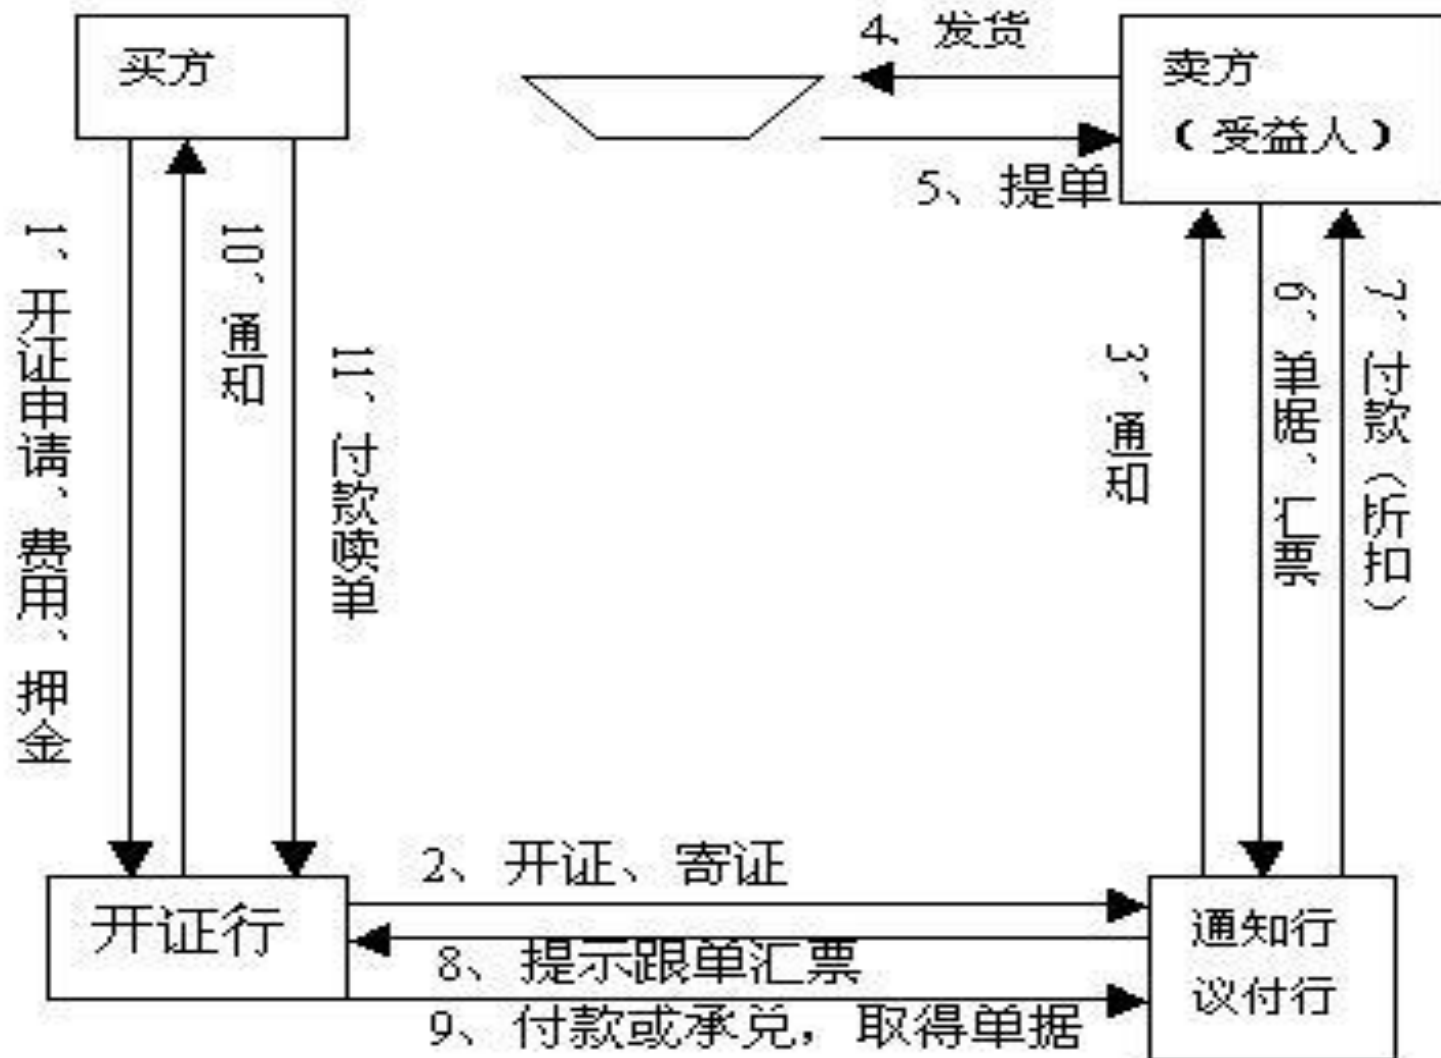 买方
4、发货
卖方
（受益人）
5、提单
1、开证申请、费用、押金
10、通知
11、付款赎单
3、通知
6、单据、汇票
7、付款（折扣）
2、开证、寄证
开证行
8、提示跟单汇票
9、付款或承兑，取得单据
通知行
议付行